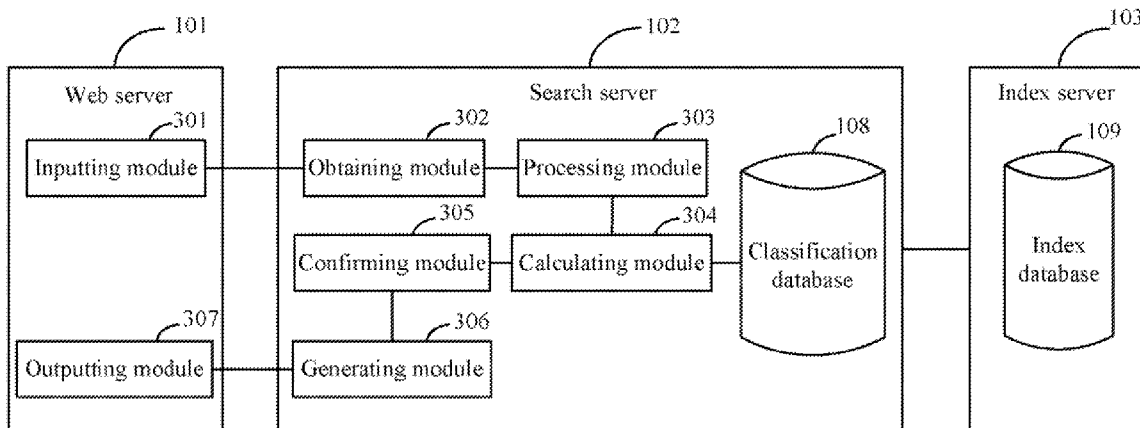 101
102
103
Web server
Search server
Index server
301
302
303
108
109
Inputting module
Obtaining module
Processing module
305
304
Confirming module
Calculating module
Classification
database
Index
database
307
306
Outputting module
Generating module